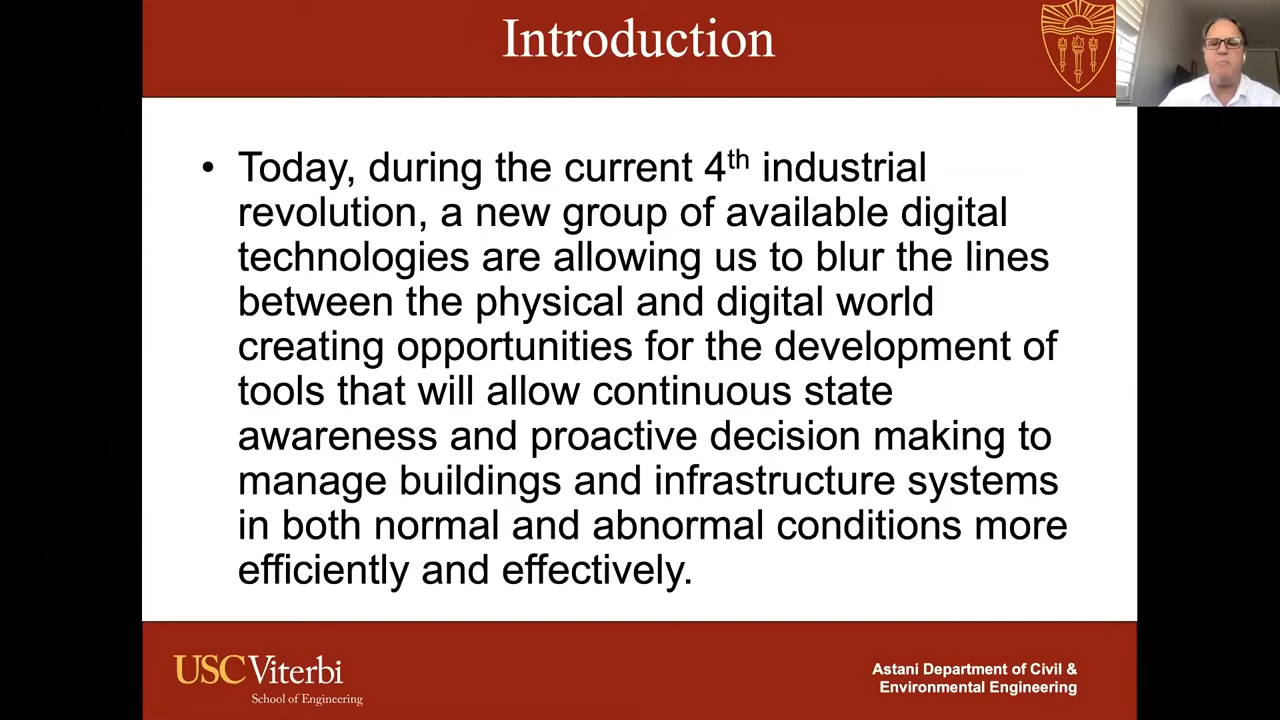 Introduction
• Today, during the current 4th industrial
revolution, a new group of available digital
technologies are allowing us to blur the lines
between the physical and digital world
creating opportunities for the development of
tools that will allow continuous state
awareness and proactive decision making to
manage buildings and infrastructure systems
in both normal and abnormal conditions more
efficiently and effectively.
USC Viterbi
School of Engineering
Astani Department of Civil &
Environmental Engineering